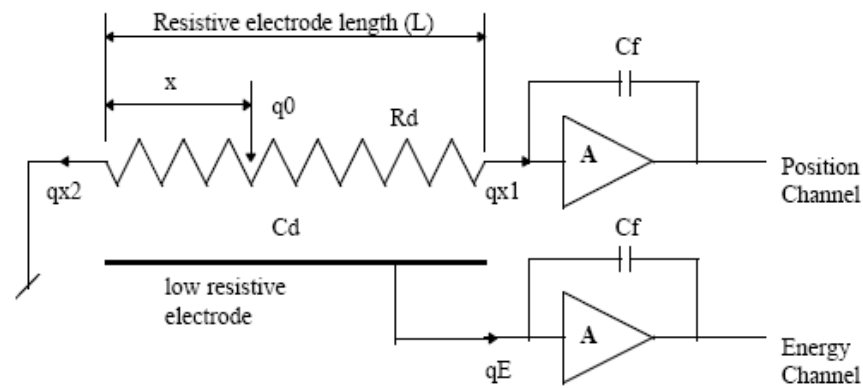 Resistive electrode length (L)
Cf
x
q0
Rd
A
Position
Channel
qx2
qx1
Cd
Cf
low resistive
electrode
A
Energy
Channel
qE